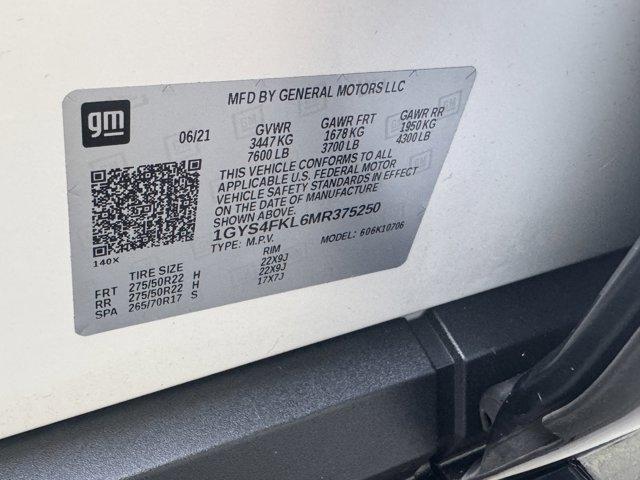 MFD BY GENERAL MOTORS LLC
gm
06/21 GVWR GAWR FRT GAWR RR
3447 KG 1678 KG 1950 KG
7600 LB 3700 LB 4300 LB
THIS VEHICLE CONFORMS TO ALL
APPLICABLE U.S. FEDERAL MOTOR
VEHICLE SAFETY STANDARDS IN EFFECT
ON THE DATE OF MANUFACTURE
SHOWN ABOVE.
1GYS4FKL6MR375250
140X
TYPE: M.P.V. MODEL: 606K10706
TIRE SIZE RIM
FRT 275/50R22 H 22X9J
RR 275/50R22 H 22X9J
SPA 265/70R17 S 17X7J